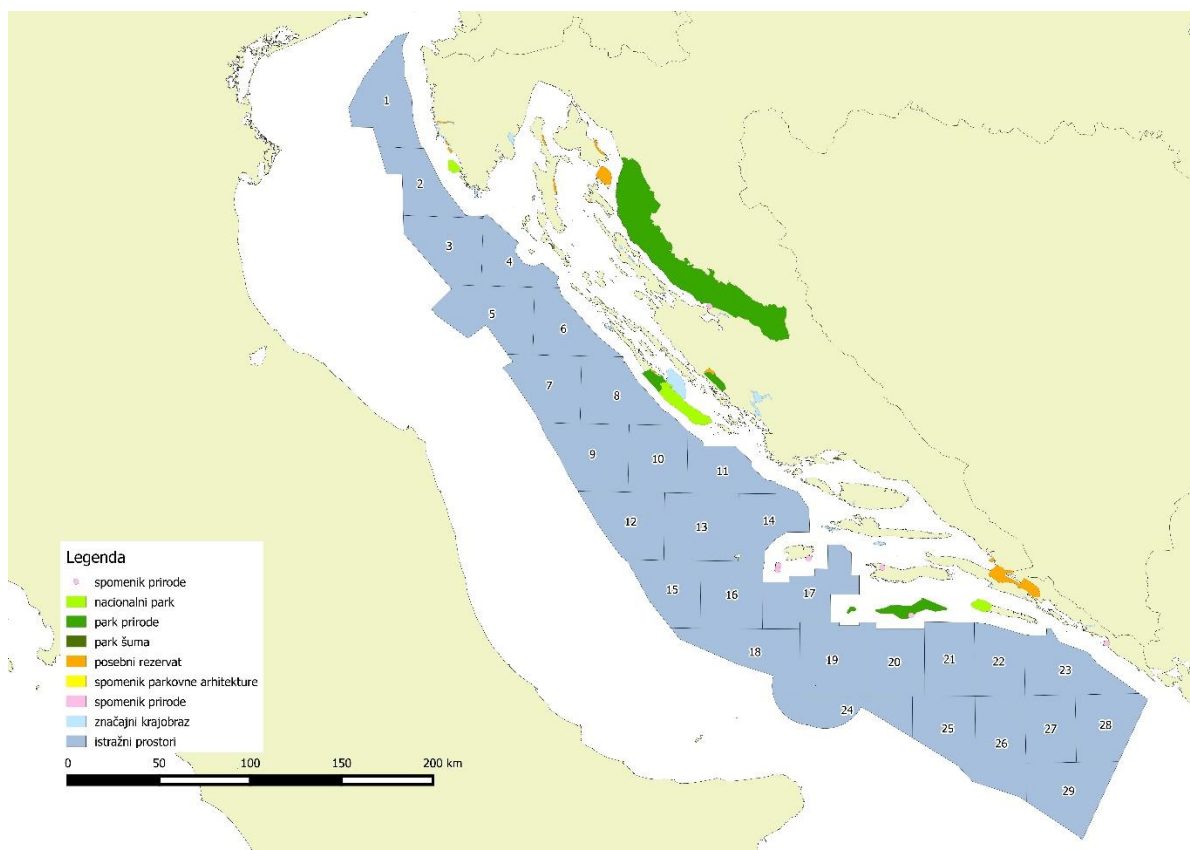 1
2
3
4
5
6
7
8
9
10
11
12
13
14
15
16
17
18
19
20
21
22
23
24
25
26
27
28
29
Legenda
spomenik prirode
nacionalni park
park prirode
park šuma
posebni rezervat
spomenik parkovne arhitekture
spomenik prirode
značajni krajobraz
istražni prostori
0 50 100 150 200 km